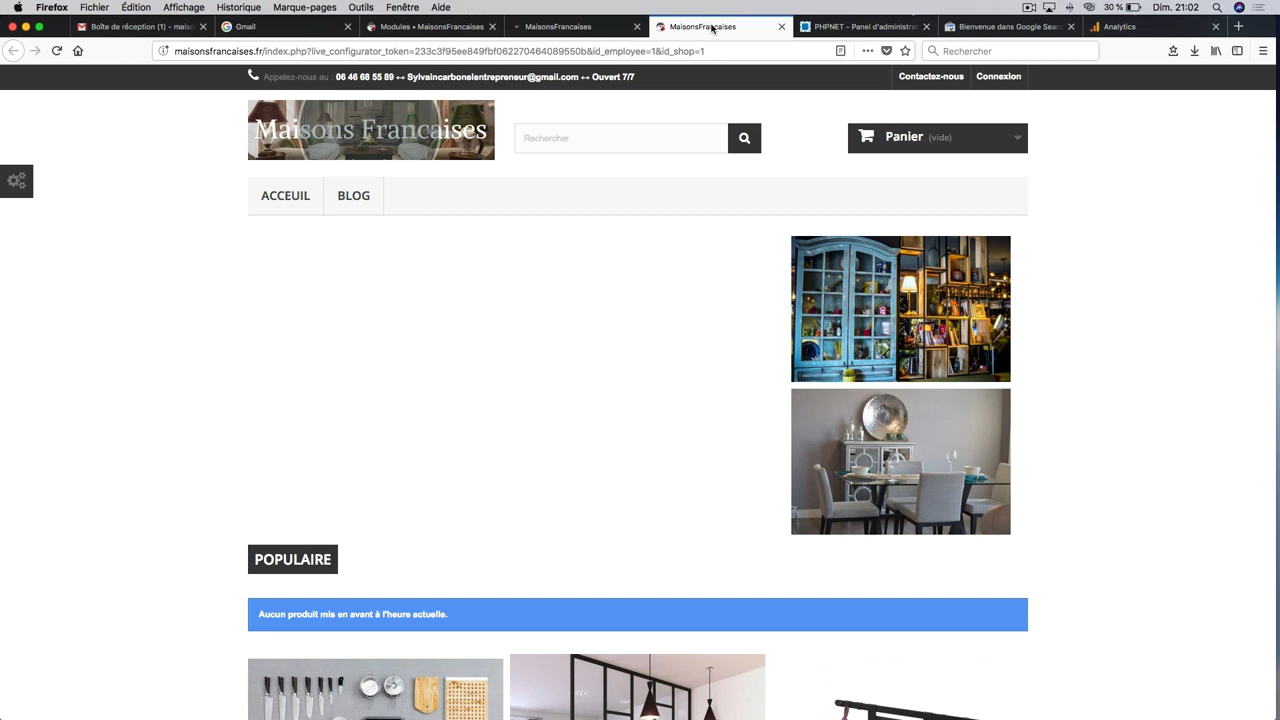 Firefox Fichier Édition Affichage Historique Marque-pages Outils Fenêtre Aide 30 % Dim. 21:02
Boîte de réception (1) - maiso Gmail Modules • MaisonsFrancaises MaisonsFrancaises MaisonsFrancaises PHPNET - Panel d'administrat Bienvenue dans Google Searc Analytics
maisonsfrancaises.fr/index.php?live_configurator_token=233c3f95ee849fbf062270464089550b&id_employee=1&id_shop=1 Rechercher
Appelez-nous au : 06 46 68 55 89 ↔ Sylvaincarbonelentrepreneur@gmail.com ↔ Ouvert 7/7 Contactez-nous Connexion
Maisons Francaises Rechercher Panier (vide)
ACCEUIL BLOG
POPULAIRE
Aucun produit mis en avant à l'heure actuelle.